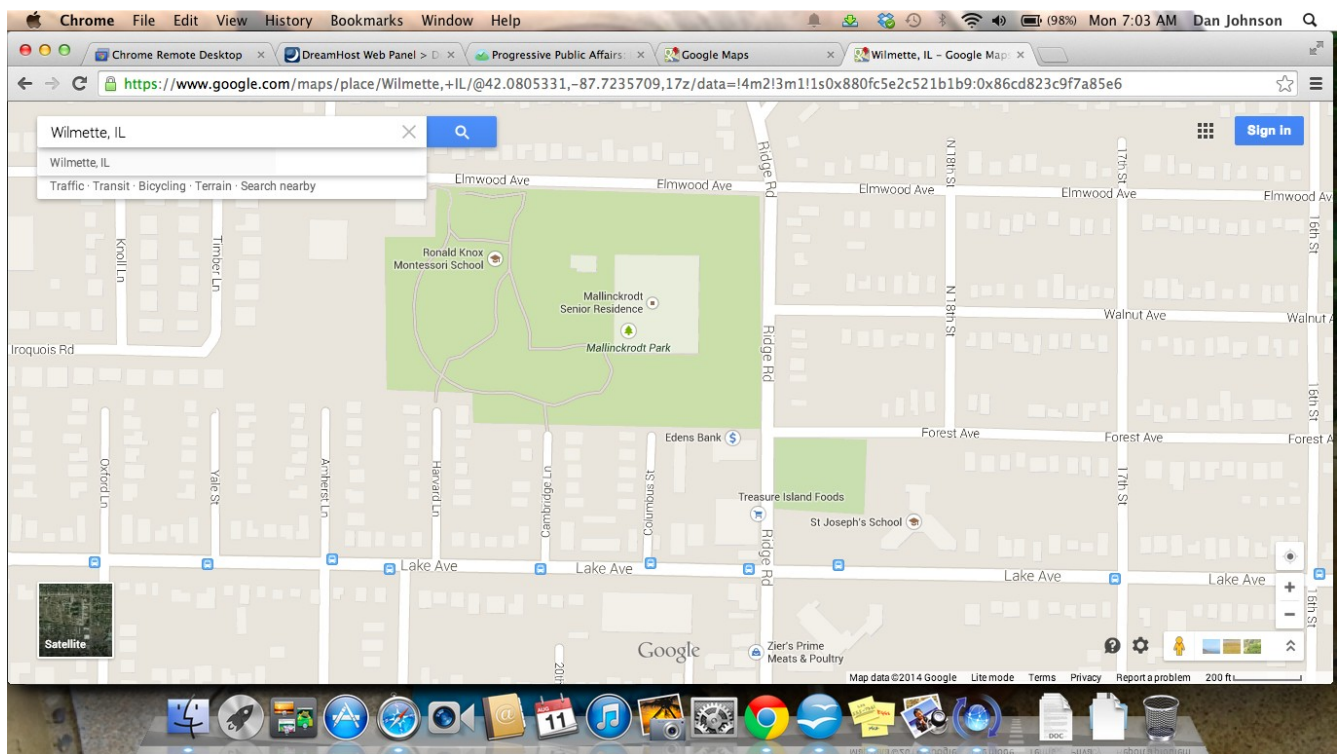 Chrome File Edit View History Bookmarks Window Help (98%) Mon 7:03 AM Dan Johnson
Chrome Remote Desktop × DreamHost Web Panel > D × Progressive Public Affairs: × Google Maps × Wilmette, IL – Google Map ×
https://www.google.com/maps/place/Wilmette,+IL/@42.0805331,-87.7235709,17z/data=!4m2!3m1!1s0x880fc5e2c521b1b9:0x86cd823c9f7a85e6
Wilmette, IL
Sign in
Wilmette, IL
Traffic · Transit · Bicycling · Terrain · Search nearby
Elmwood Ave
Elmwood Ave
Elmwood Ave
Elmwood Ave
Elmwood Av
Ridge Rd
N 18th St
17th St
16th St
Knoll Ln
Timber Ln
Ronald Knox
Montessori School
Mallinckrodt
Senior Residence
Mallinckrodt Park
N 18th St
Walnut Ave
Walnut A
Iroquois Rd
Ridge Rd
16th St
Edens Bank
Forest Ave
Forest Ave
Forest A
Oxford Ln
Yale St
Amherst Ln
Harvard Ln
Cambridge Ln
Columbus St
17th St
Treasure Island Foods
St Joseph's School
Ridge Rd
Lake Ave
Lake Ave
Lake Ave
Lake Ave
16th St
Satellite
20th
Google
Zier's Prime
Meats & Poultry
Map data ©2014 Google Lite mode Terms Privacy Report a problem 200 ft
AUG
11
DOC